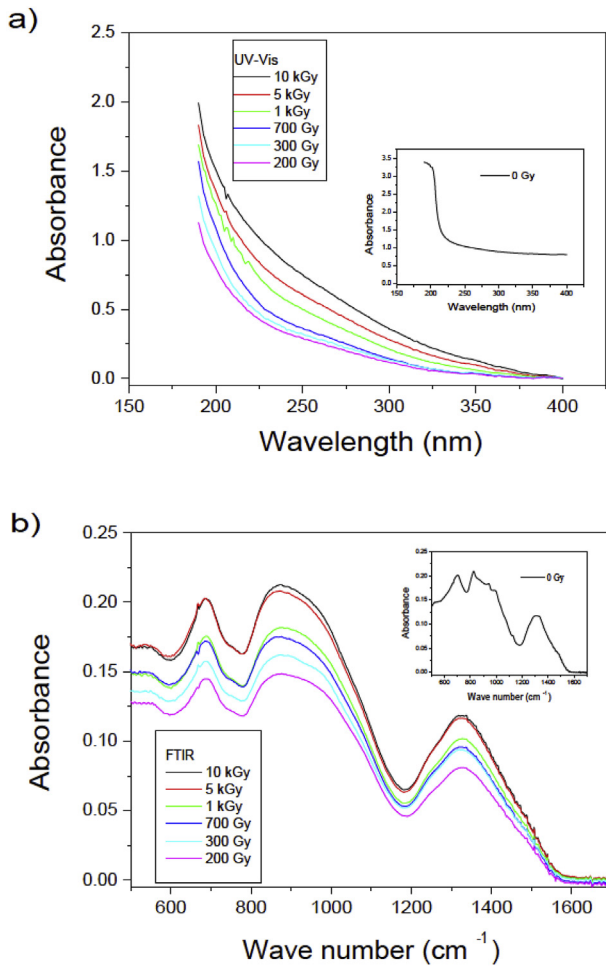 a)
2.5
2.0
1.5
1.0
0.5
0.0
Absorbance
UV-Vis
10 kGy
5 kGy
1 kGy
700 Gy
300 Gy
200 Gy
3.5
3.0
2.5
2.0
1.5
1.0
0.5
0.0
Absorbance
0 Gy
150 200 250 300 350 400
Wavelength (nm)
150 200 250 300 350 400
Wavelength (nm)
b)
0.25
0.20
0.15
0.10
0.05
0.00
Absorbance
0.25
0.20
0.15
0.10
0.05
0.00
Absorbance
0 Gy
600 800 1000 1200 1400 1600
Wave number (cm⁻¹)
FTIR
10 kGy
5 kGy
1 kGy
700 Gy
300 Gy
200 Gy
600 800 1000 1200 1400 1600
Wave number (cm⁻¹)